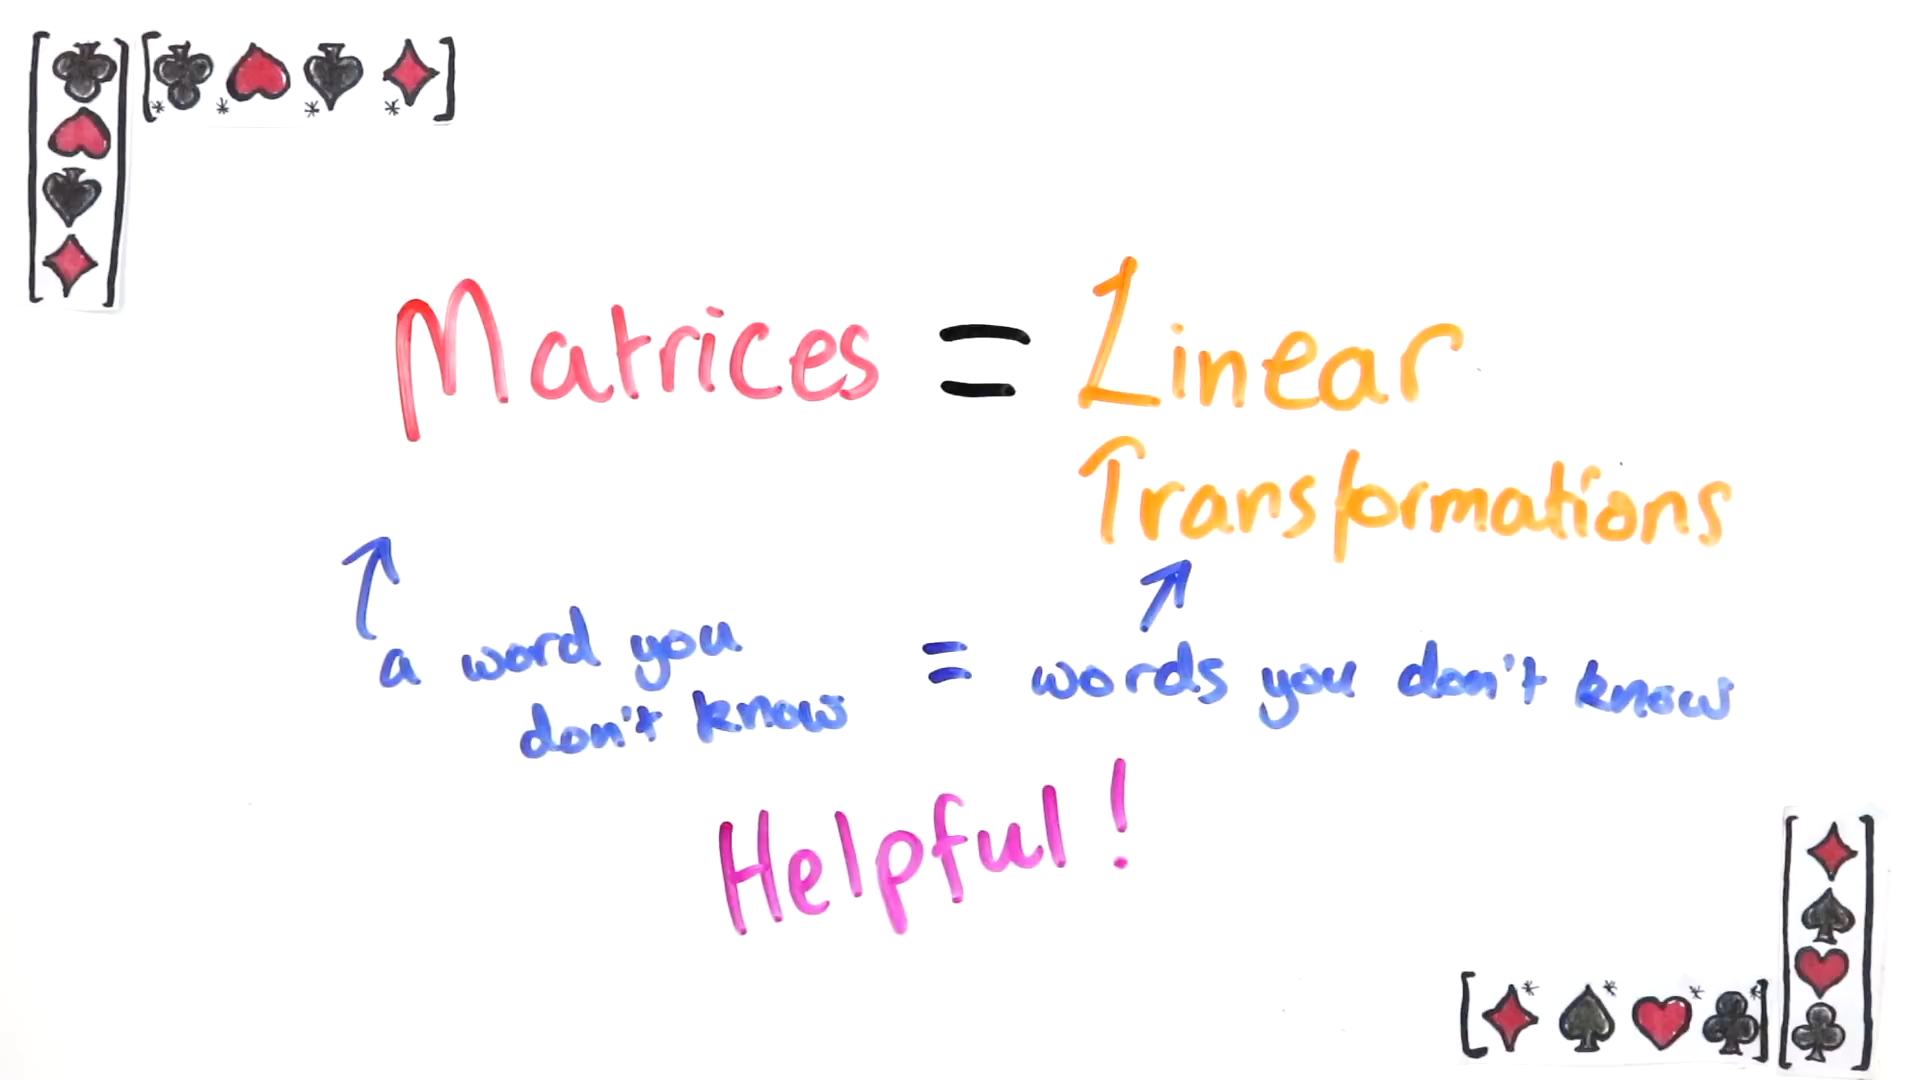 Matrices = Linear
Transformations
a word you = words you don't know
don't know
Helpful!